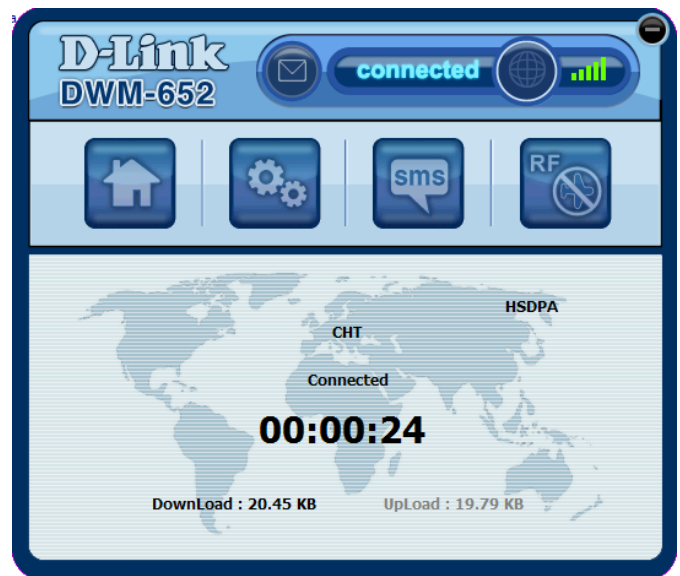 D-Link
DWM-652
connected
sms
RF
HSDPA
CHT
Connected
00:00:24
DownLoad : 20.45 KB
UpLoad : 19.79 KB